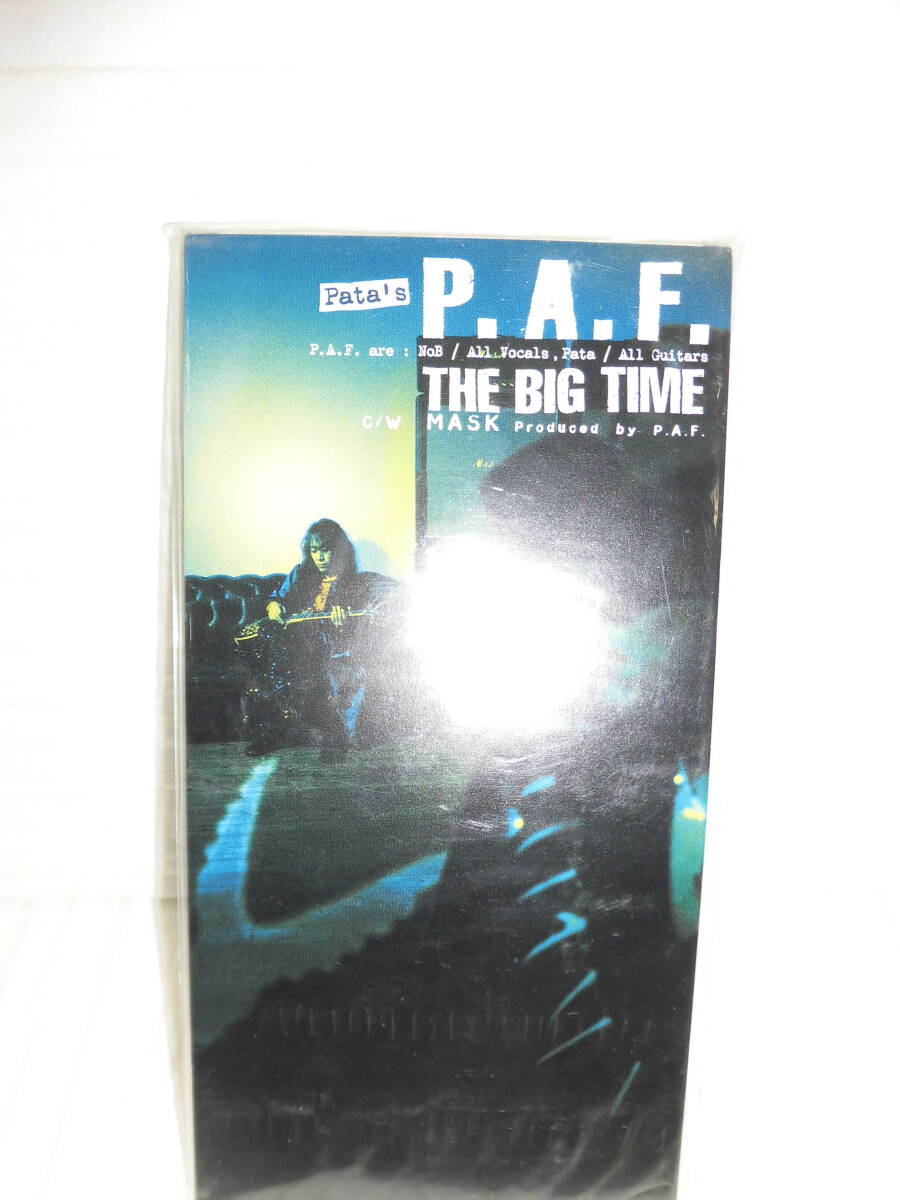 Pata's P.A.F.
P.A.F. are : NoB / All Vocals, Pata / All Guitars
THE BIG TIME
C/W MASK Produced by P.A.F.